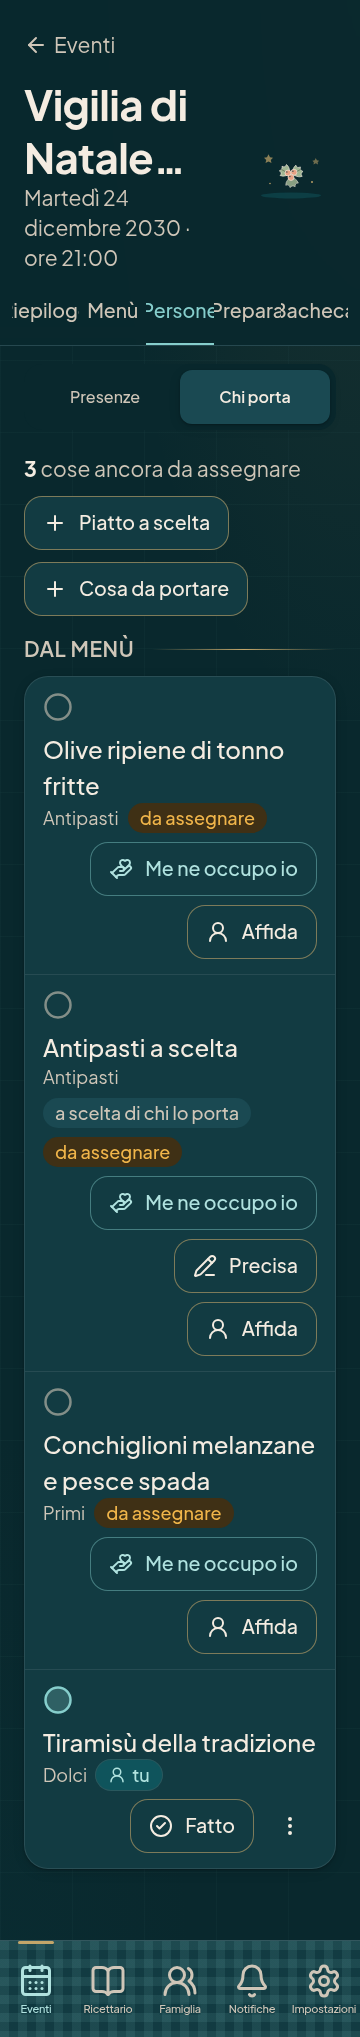 Eventi
Vigilia di
Natale...
Martedì 24
dicembre 2030 ·
ore 21:00
iepilog Menù Persone Prepara Bacheca
Presenze Chi porta
3 cose ancora da assegnare
Piatto a scelta
Cosa da portare
DAL MENÙ
Olive ripiene di tonno
fritte
Antipasti da assegnare
Me ne occupo io
Affida
Antipasti a scelta
Antipasti
a scelta di chi lo porta
da assegnare
Me ne occupo io
Precisa
Affida
Conchiglioni melanzane
e pesce spada
Primi da assegnare
Me ne occupo io
Affida
Tiramisù della tradizione
Dolci tu
Fatto
Eventi Ricettario Famiglia Notifiche Impostazioni